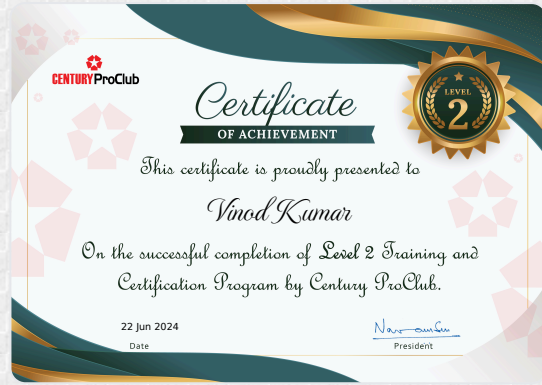 CENTURY ProClub
Certificate
OF ACHIEVEMENT
LEVEL
2
This certificate is proudly presented to
Vinod Kumar
On the successful completion of Level 2 Training and
Certification Program by Century ProClub.
22 Jun 2024
Date
President